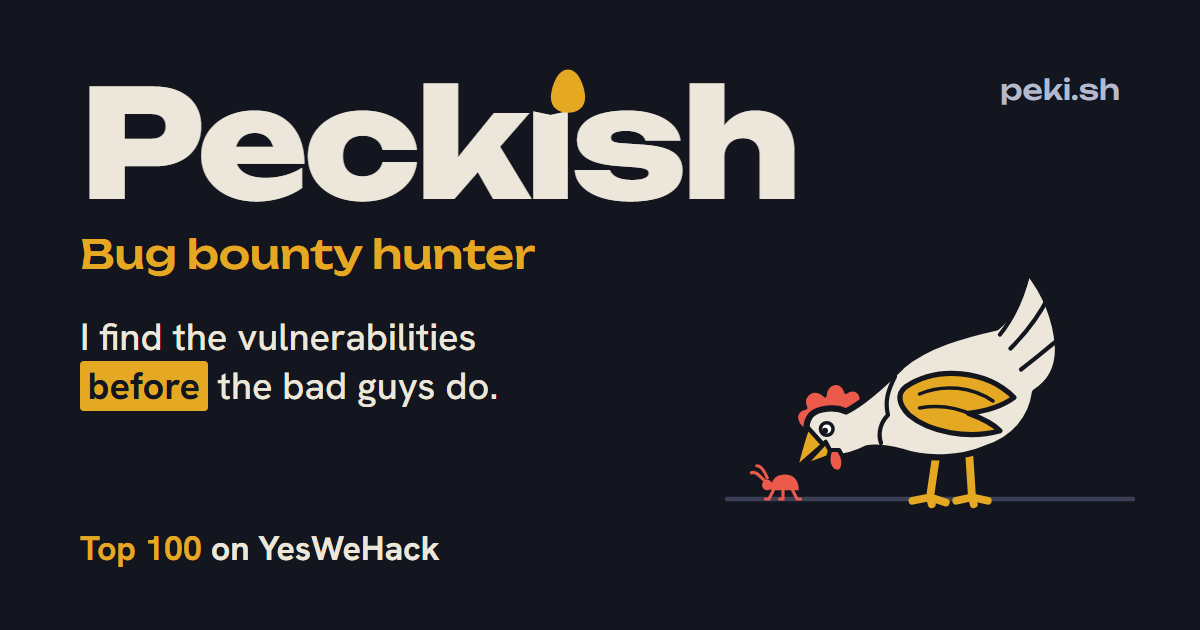 Peckish
peki.sh
Bug bounty hunter
I find the vulnerabilities
before the bad guys do.
Top 100 on YesWeHack